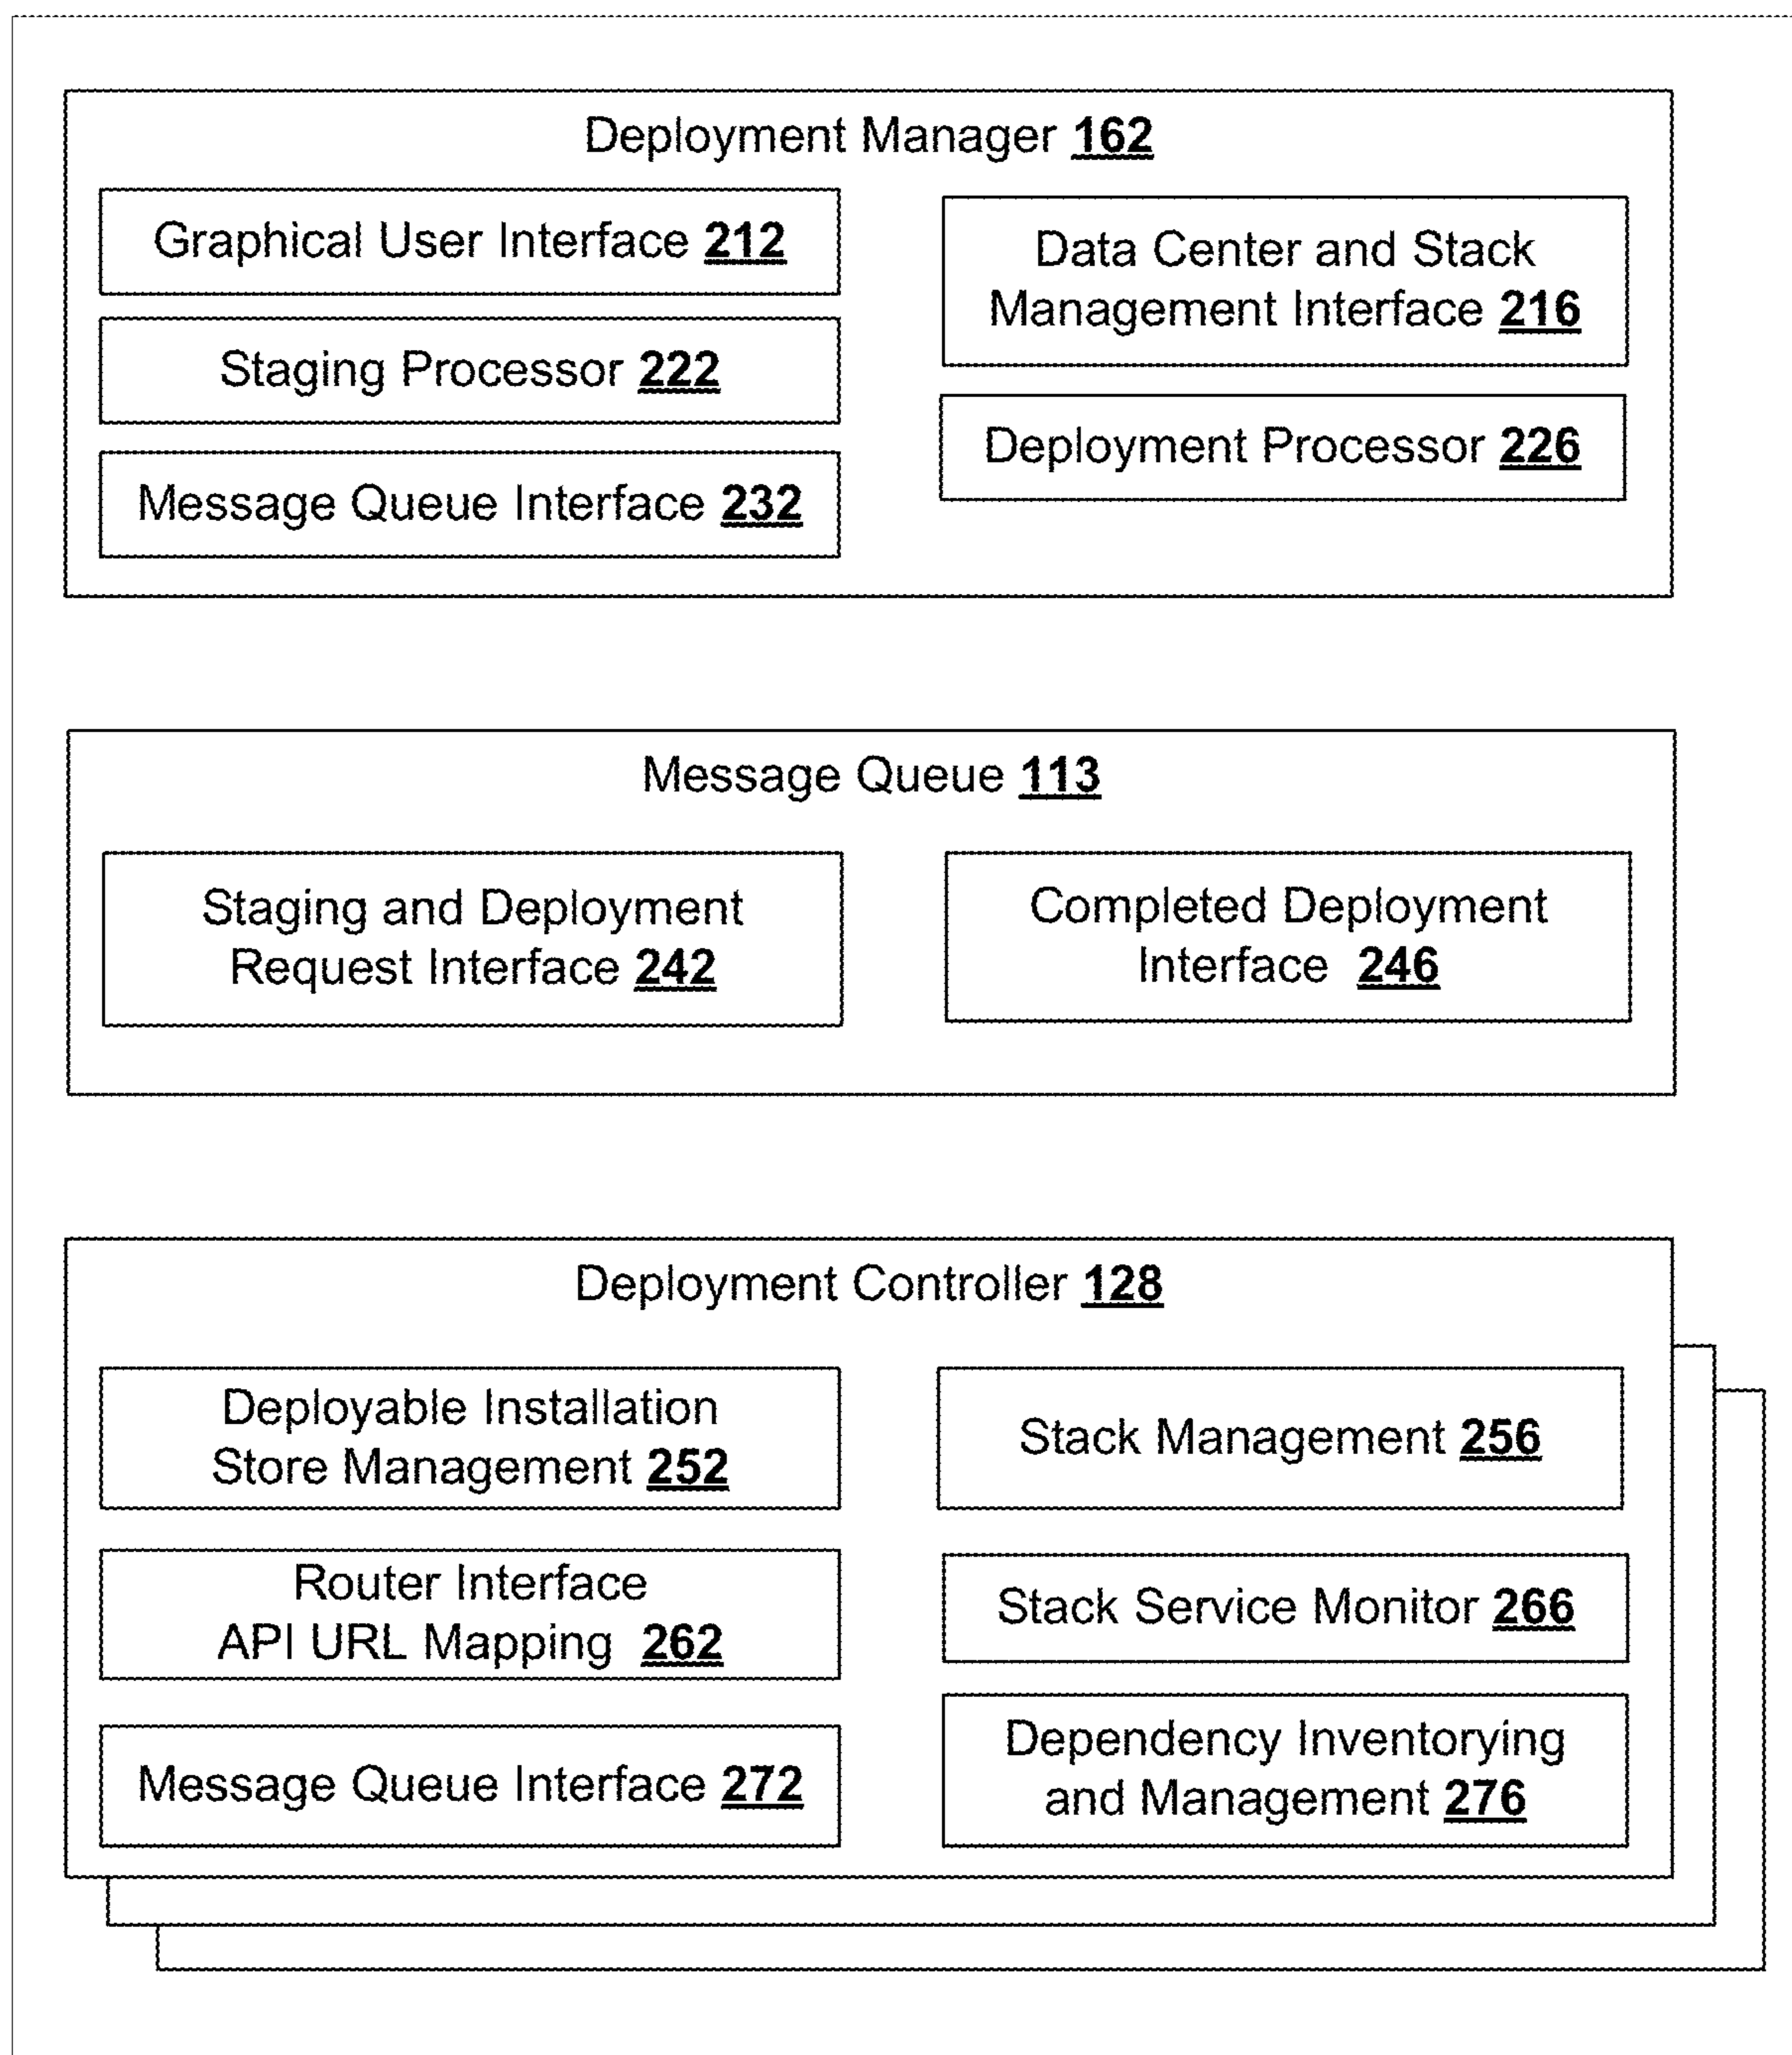 Deployment Manager 162
Graphical User Interface 212
Staging Processor 222
Message Queue Interface 232
Data Center and Stack
Management Interface 216
Deployment Processor 226
Message Queue 113
Staging and Deployment
Request Interface 242
Completed Deployment
Interface 246
Deployment Controller 128
Deployable Installation
Store Management 252
Router Interface
API URL Mapping 262
Message Queue Interface 272
Stack Management 256
Stack Service Monitor 266
Dependency Inventorying
and Management 276